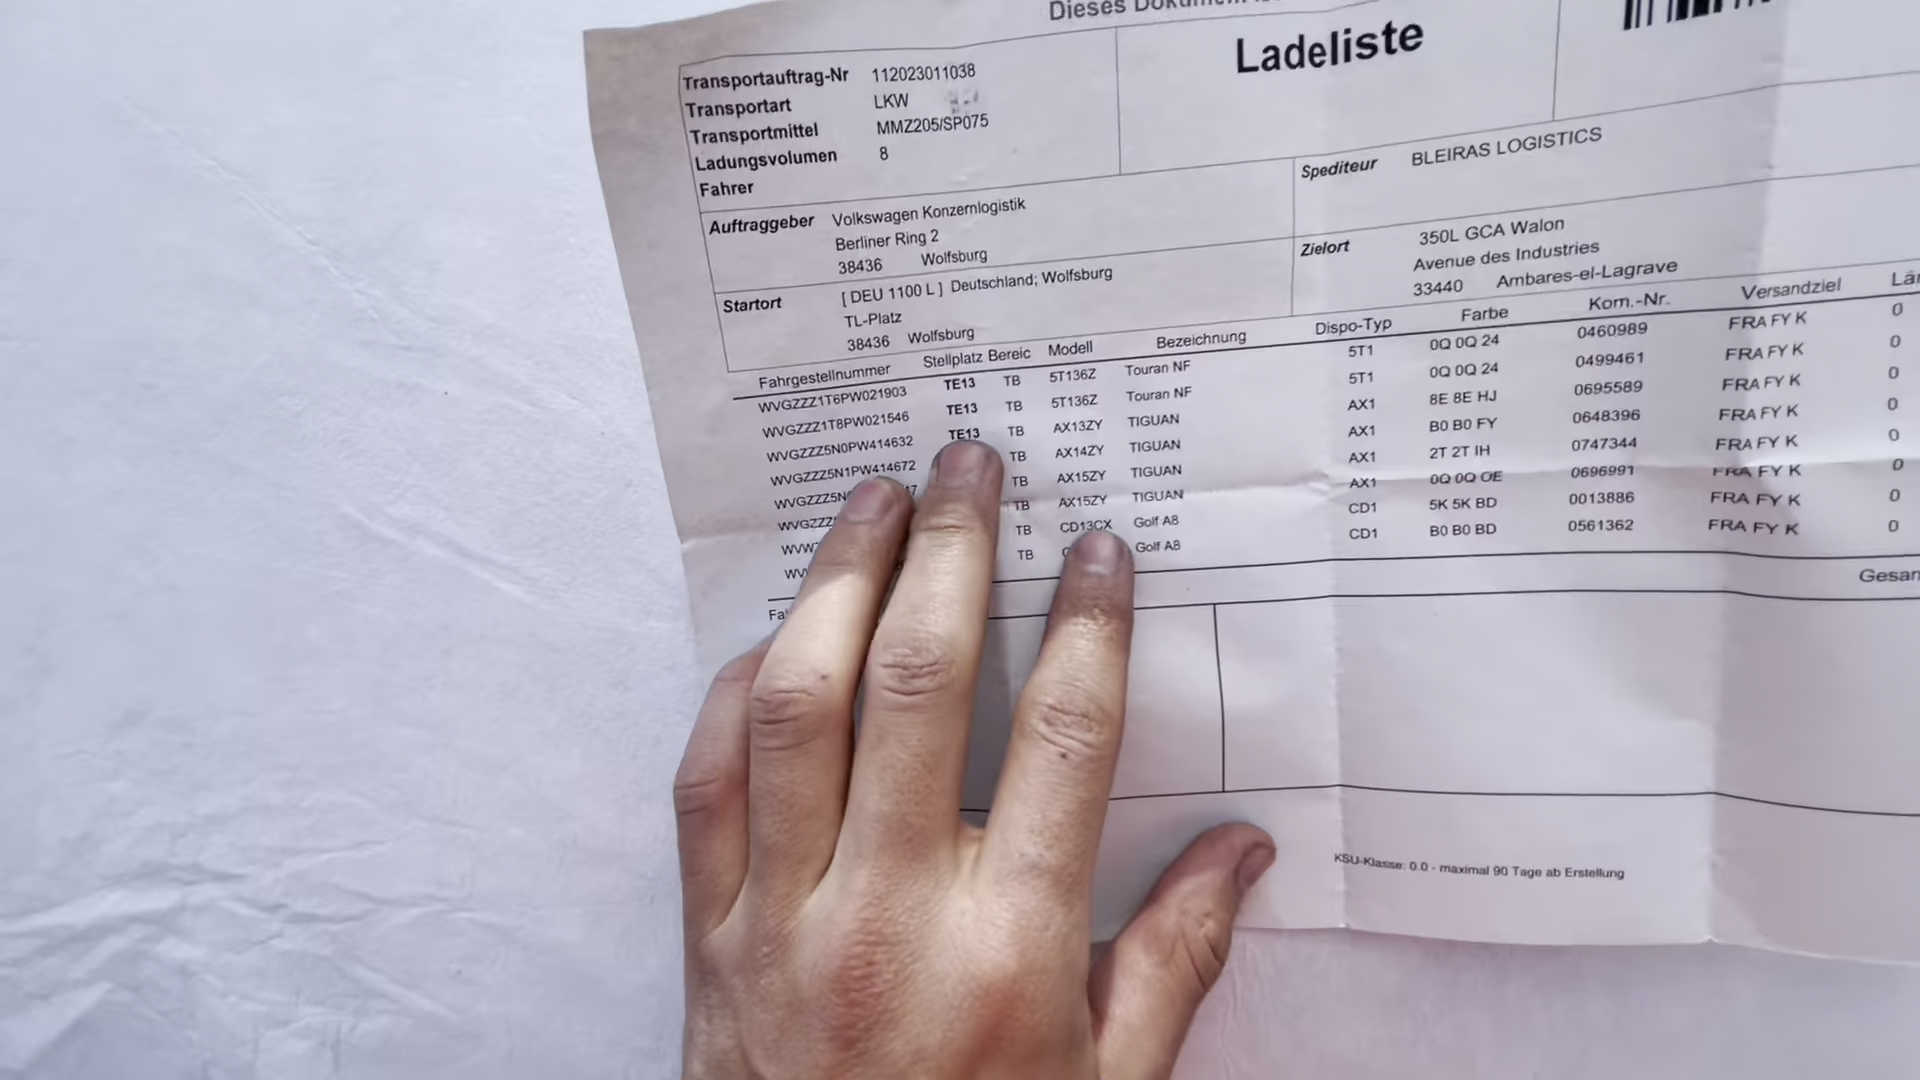 Dieses
Ladeliste
Transportauftrag-Nr 112023011038
Transportart LKW
Transportmittel MMZ205/SP075
Ladungsvolumen 8
Fahrer
Spediteur BLEIRAS LOGISTICS
Auftraggeber Volkswagen Konzernlogistik
Berliner Ring 2
38436 Wolfsburg
Zielort 350L GCA Walon
Avenue des Industries
33440 Ambares-el-Lagrave
Startort [ DEU 1100 L ] Deutschland; Wolfsburg
TL-Platz
38436 Wolfsburg
Fahrgestellnummer Stellplatz Bereic Modell Bezeichnung Dispo-Typ Farbe Kom.-Nr. Versandziel
WVGZZZ1T6PW021903 TE13 TB 5T136Z Touran NF 5T1 0Q 0Q 24 0460989 FRA FY K 0
WVGZZZ1T8PW021546 TE13 TB 5T136Z Touran NF 5T1 0Q 0Q 24 0499461 FRA FY K 0
WVGZZZ5N0PW414632 TE13 TB AX13ZY TIGUAN AX1 8E 8E HJ 0695589 FRA FY K 0
WVGZZZ5N1PW414672 TB AX14ZY TIGUAN AX1 B0 B0 FY 0648396 FRA FY K 0
TB AX15ZY TIGUAN AX1 2T 2T IH 0747344 FRA FY K 0
TB AX15ZY TIGUAN AX1 0Q 0Q OE 0696991 FRA FY K 0
TB CD13CX Golf A8 CD1 5K 5K BD 0013886 FRA FY K 0
TB Golf A8 CD1 B0 B0 BD 0561362 FRA FY K 0
KSU-Klasse: 0.0 - maximal 90 Tage ab Erstellung